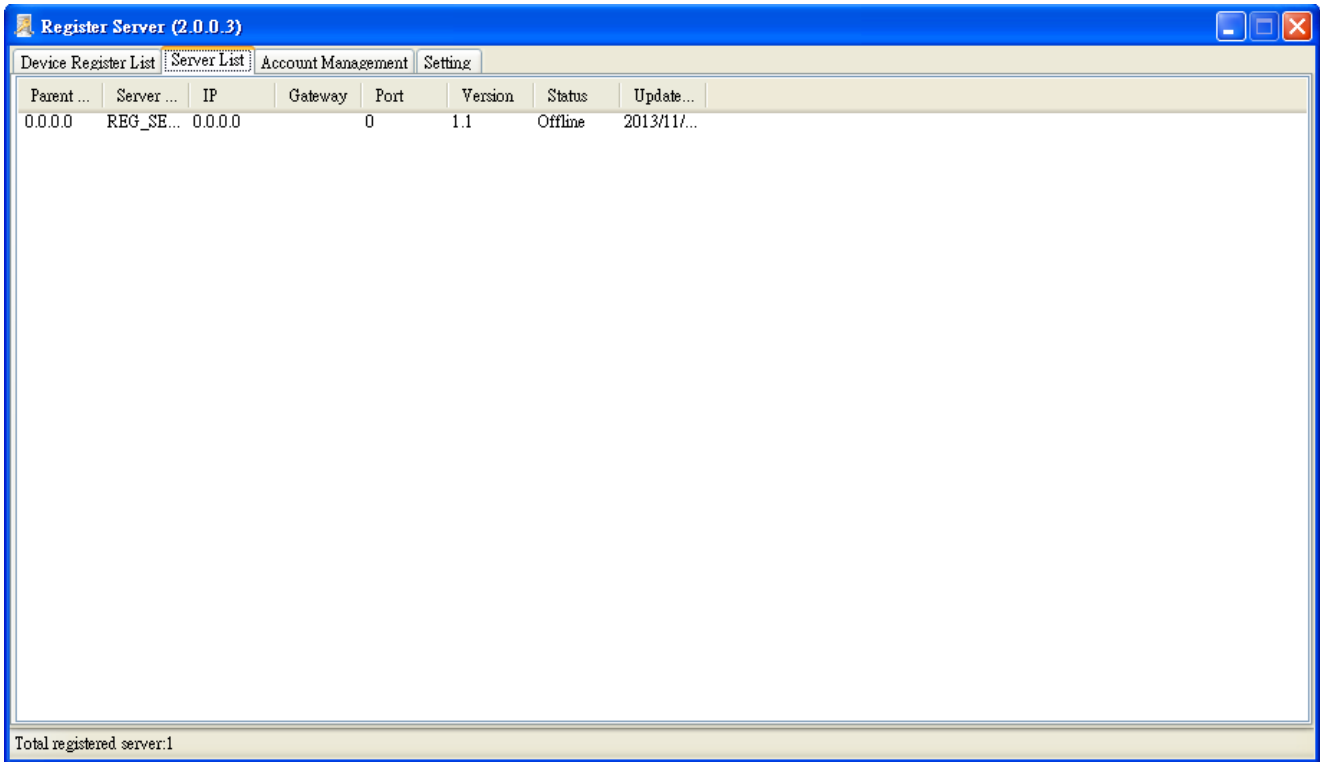 Register Server (2.0.0.3)
Device Register List Server List Account Management Setting
Parent ... Server ... IP Gateway Port Version Status Update...
0.0.0.0 REG_SE... 0.0.0.0 0 1.1 Offline 2013/11/...
Total registered server:1